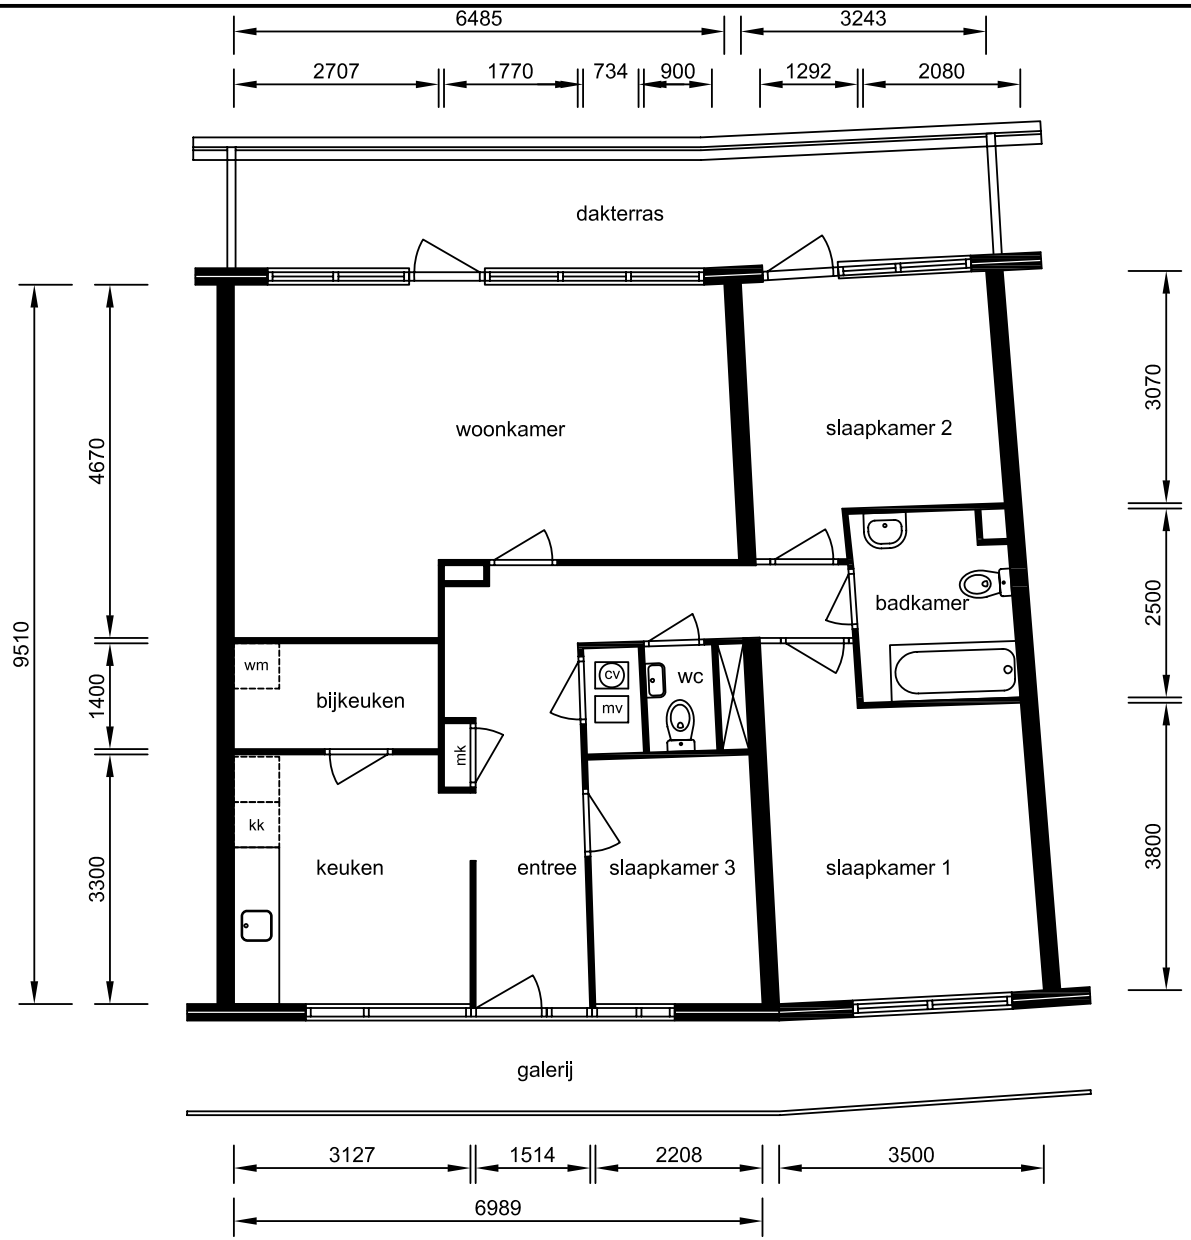 6485
3243
2707
1770
734
900
1292
2080
dakterras
woonkamer
slaapkamer 2
3070
4670
9510
2500
badkamer
wm
bijkeuken
1400
cv
mv
wc
mk
kk
keuken
entree
slaapkamer 3
slaapkamer 1
3300
3800
galerij
3127
1514
2208
3500
6989